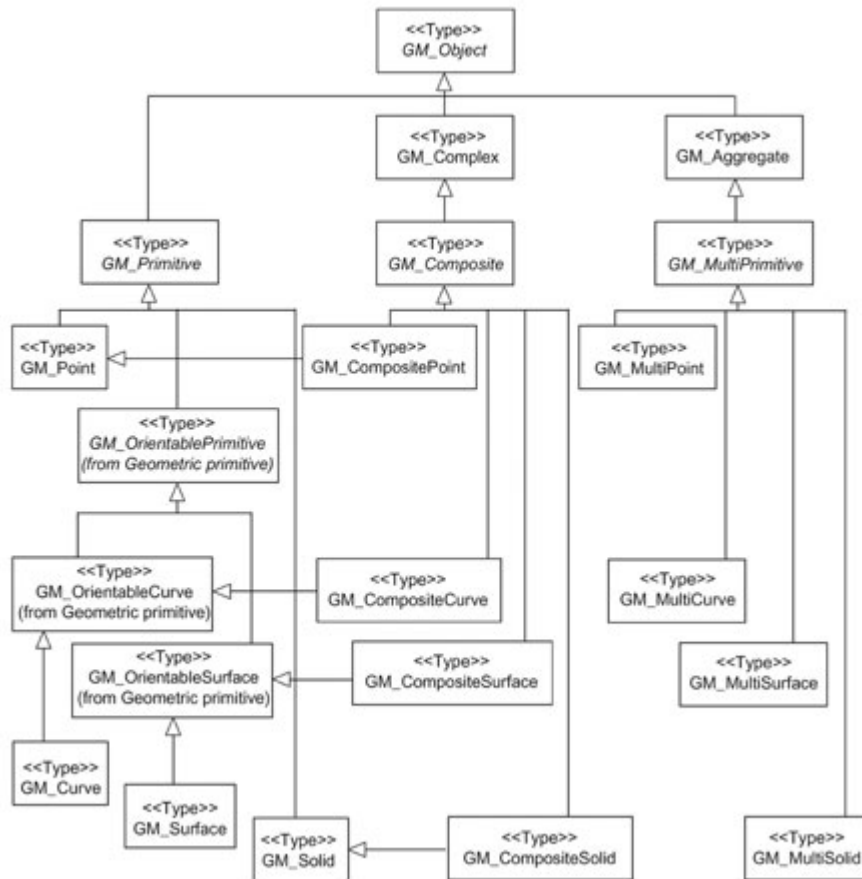 <<Type>>
GM_Object
<<Type>>
GM_Complex
<<Type>>
GM_Aggregate
<<Type>>
GM_Primitive
<<Type>>
GM_Composite
<<Type>>
GM_MultiPrimitive
<<Type>>
GM_Point
<<Type>>
GM_CompositePoint
<<Type>>
GM_MultiPoint
<<Type>>
GM_OrientablePrimitive
(from Geometric primitive)
<<Type>>
GM_OrientableCurve
(from Geometric primitive)
<<Type>>
GM_CompositeCurve
<<Type>>
GM_MultiCurve
<<Type>>
GM_OrientableSurface
(from Geometric primitive)
<<Type>>
GM_CompositeSurface
<<Type>>
GM_MultiSurface
<<Type>>
GM_Curve
<<Type>>
GM_Surface
<<Type>>
GM_Solid
<<Type>>
GM_CompositeSolid
<<Type>>
GM_MultiSolid